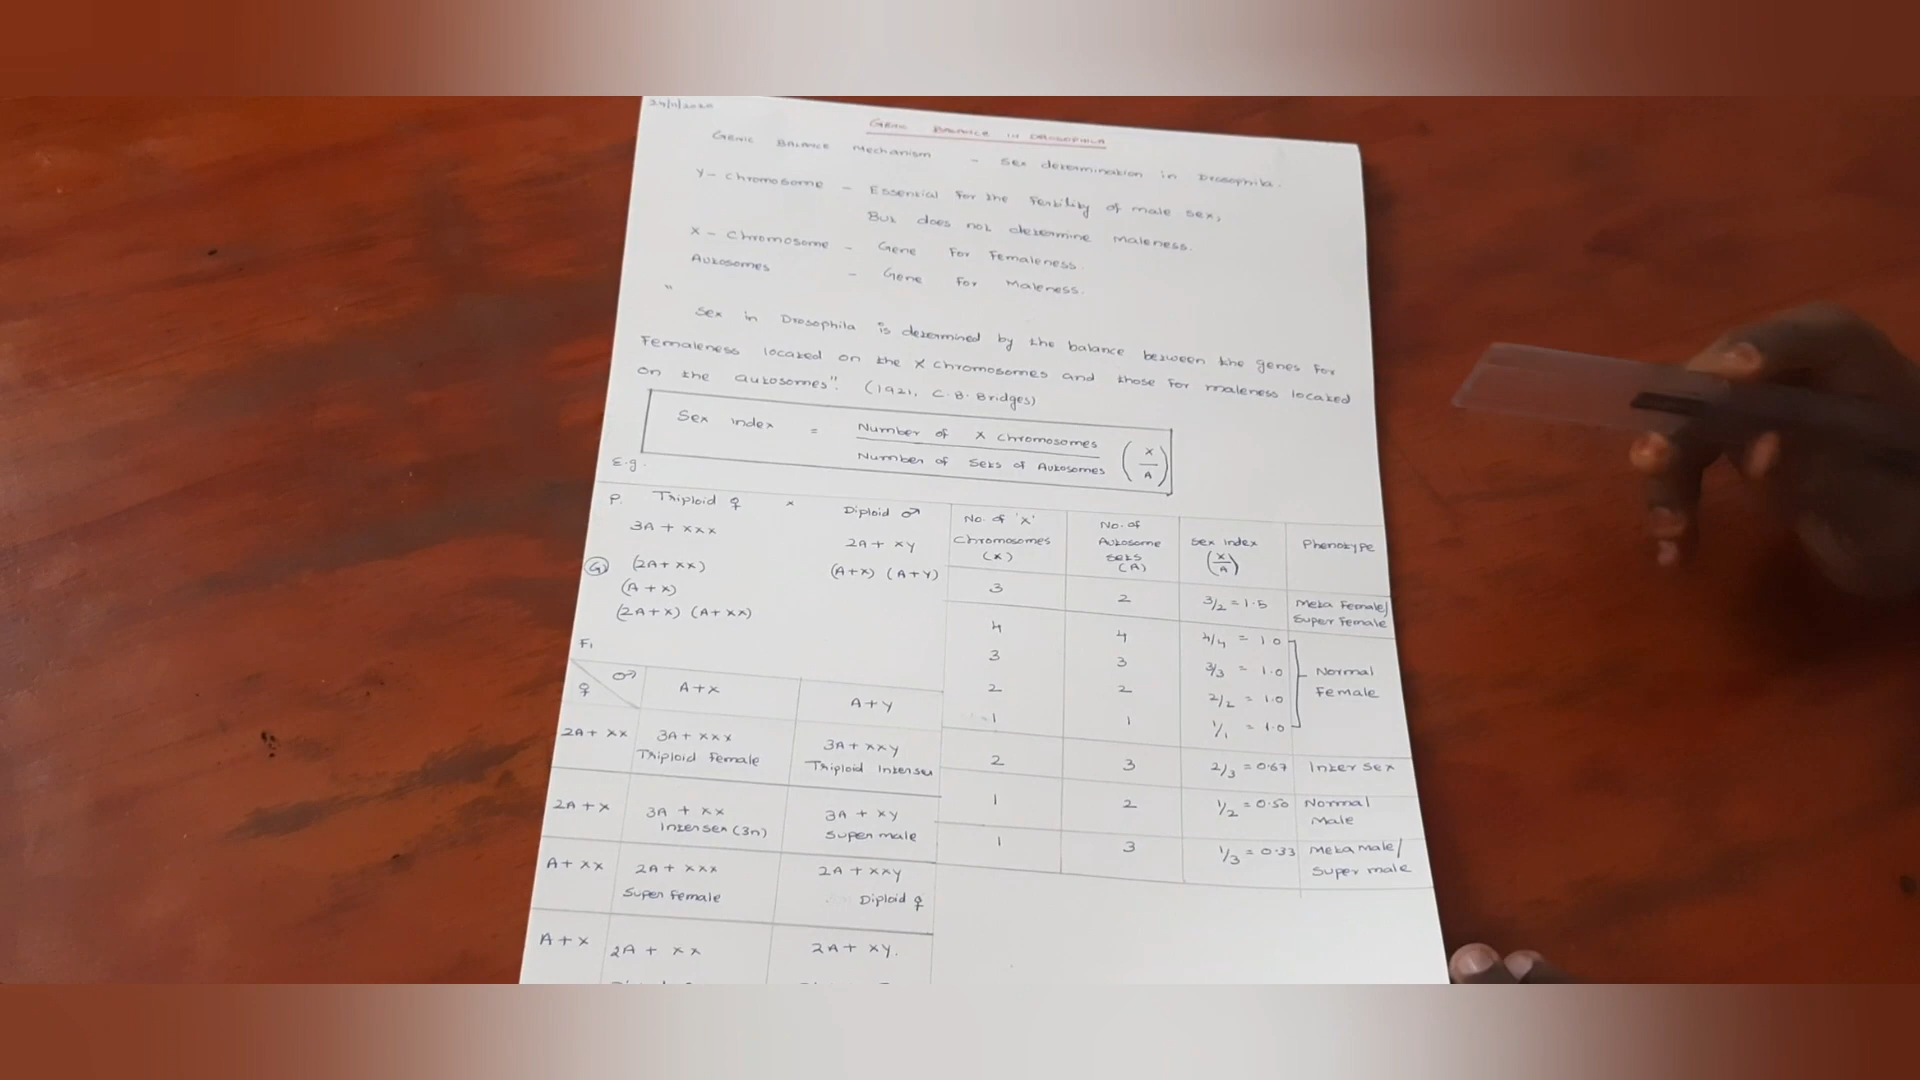 24/11/2020
GENIC BALANCE IN DROSOPHILA
GENIC BALANCE Mechanism - Sex determination in Drosophila.
Y-Chromosome - Essential for the fertility of male sex,
But does not determine maleness.
X-Chromosome - Gene for Femaleness.
Autosomes - Gene for maleness.
"Sex in Drosophila is determined by the balance between the genes for
Femaleness located on the X chromosomes and those for maleness located
on the autosomes". (1921, C.B. Bridges)
Sex index = Number of X chromosomes / Number of Sets of Autosomes (X/A)
E.g.
P. Triploid ♀ × Diploid ♂
3A + XXX 2A + XY
G (2A + XX) (A+X) (A+Y)
(A + X)
(2A+X) (A+XX)
F1
♀ ♂ A+X A+Y
2A+XX 3A+XXX 3A+XXY
Triploid female Triploid Intersex
2A+X 3A + XX 3A + XY
Intersex (3n) Super male
A+XX 2A+XXX 2A+XXY
Super female Diploid ♀
A+X 2A + XX 2A+ XY.
No. of 'X' Chromosomes (X) No. of Autosome sets (A) Sex index (X/A) Phenotype
3 2 3/2 = 1.5 Meta Female/ Super Female
4 4 4/4 = 1.0
3 3 3/3 = 1.0 Normal
2 2 2/2 = 1.0 Female
1 1 1/1 = 1.0
2 3 2/3 = 0.67 Inter sex
1 2 1/2 = 0.50 Normal Male
1 3 1/3 = 0.33 Meta male/ Super male